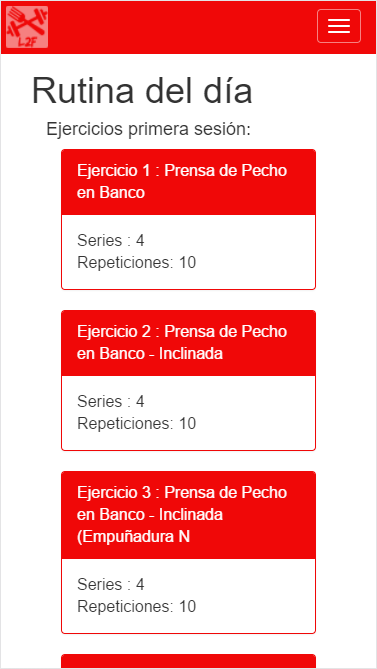 L2F
Rutina del día
Ejercicios primera sesión:
Ejercicio 1 : Prensa de Pecho
en Banco
Series : 4
Repeticiones: 10
Ejercicio 2 : Prensa de Pecho
en Banco - Inclinada
Series : 4
Repeticiones: 10
Ejercicio 3 : Prensa de Pecho
en Banco - Inclinada
(Empuñadura N
Series : 4
Repeticiones: 10